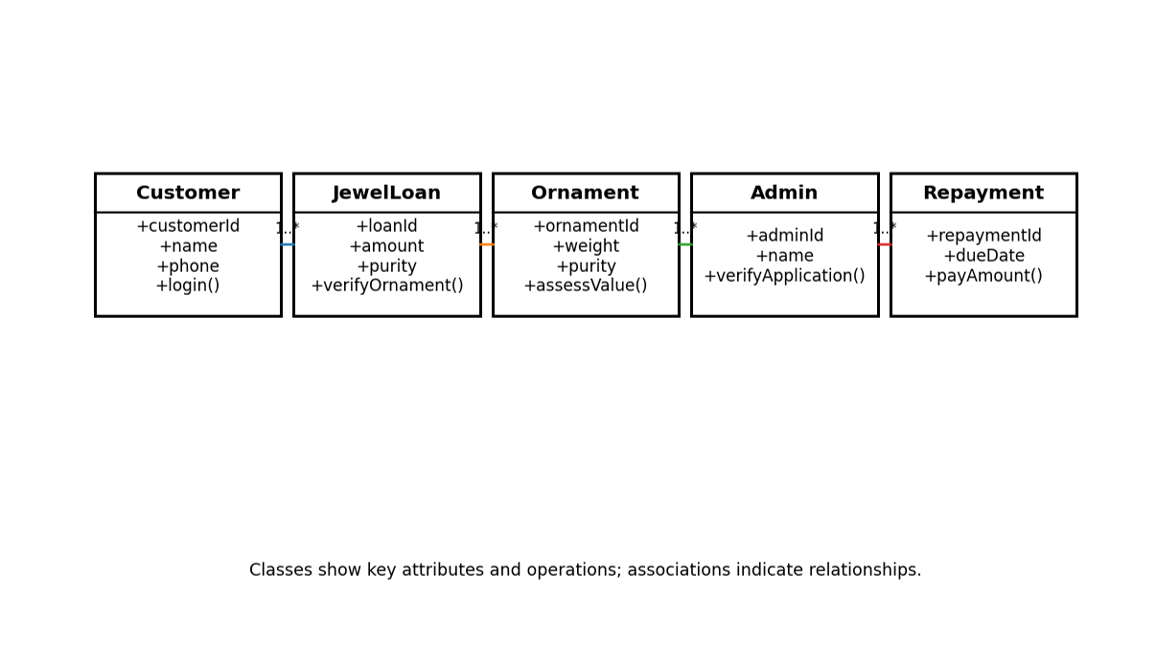 Customer
+customerId
+name
+phone
+login()
1..*
JewelLoan
+loanId
+amount
+purity
+verifyOrnament()
1..*
Ornament
+ornamentId
+weight
+purity
+assessValue()
1..*
Admin
+adminId
+name
+verifyApplication()
1..*
Repayment
+repaymentId
+dueDate
+payAmount()
Classes show key attributes and operations; associations indicate relationships.